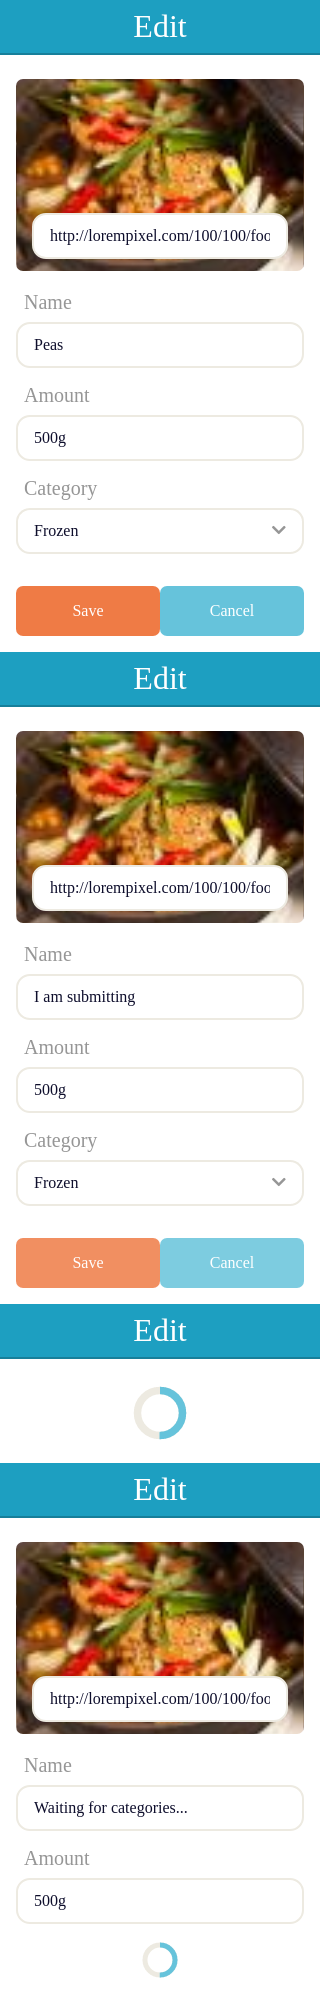 Edit
http://lorempixel.com/100/100/foo
Name
Peas
Amount
500g
Category
Frozen
Save Cancel
Edit
http://lorempixel.com/100/100/foo
Name
I am submitting
Amount
500g
Category
Frozen
Save Cancel
Edit
Edit
http://lorempixel.com/100/100/foo
Name
Waiting for categories...
Amount
500g